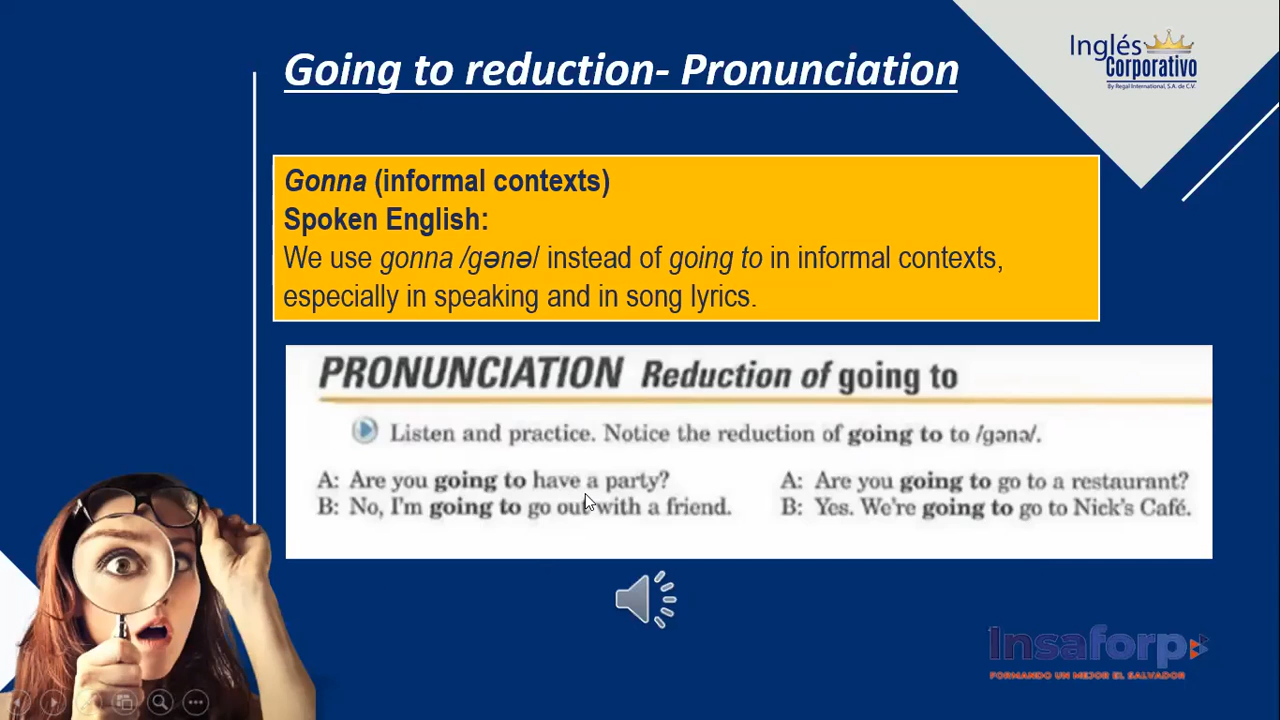 Going to reduction- Pronunciation
Inglés
Corporativo
By Regal International, S.A. de C.V.
Gonna (informal contexts)
Spoken English:
We use gonna /gənə/ instead of going to in informal contexts,
especially in speaking and in song lyrics.
PRONUNCIATION Reduction of going to
Listen and practice. Notice the reduction of going to to /gənə/.
A: Are you going to have a party?
B: No, I'm going to go out with a friend.
A: Are you going to go to a restaurant?
B: Yes. We're going to go to Nick's Café.
Insaforp
FORMANDO UN MEJOR EL SALVADOR